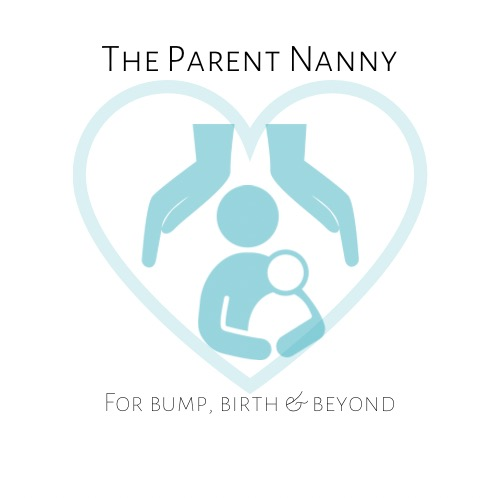 The Parent Nanny
For bump, birth & beyond